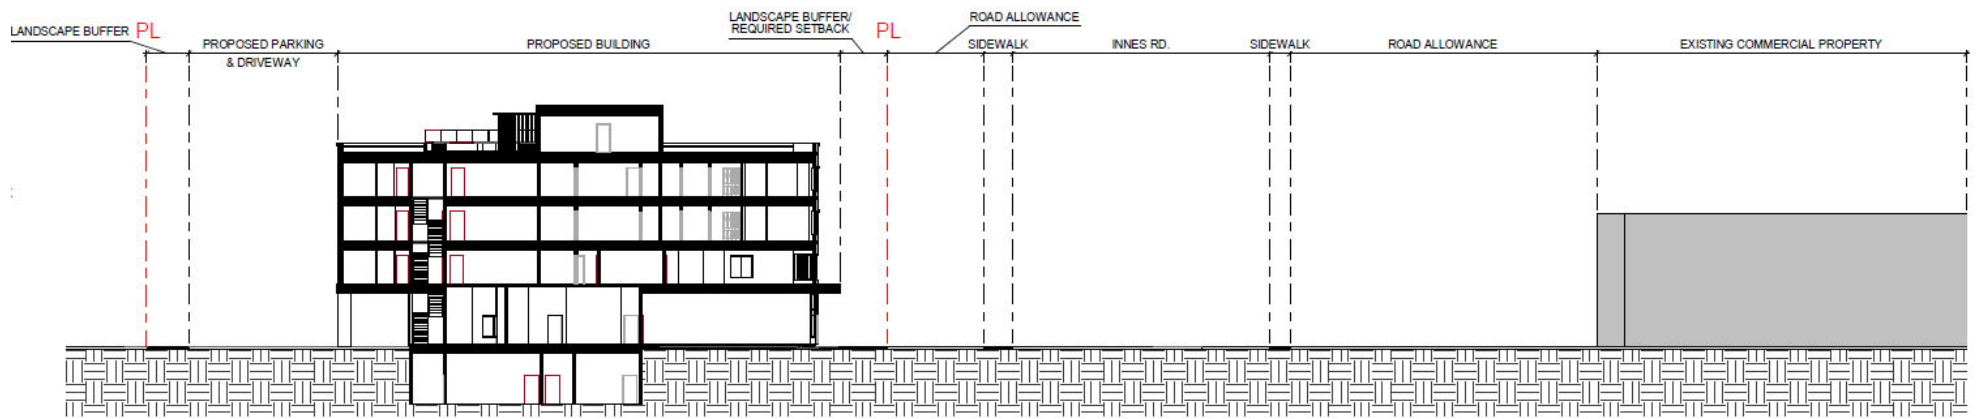 LANDSCAPE BUFFER
PL
PROPOSED PARKING
& DRIVEWAY
PROPOSED BUILDING
LANDSCAPE BUFFER/
REQUIRED SETBACK
PL
ROAD ALLOWANCE
SIDEWALK
INNES RD.
SIDEWALK
ROAD ALLOWANCE
EXISTING COMMERCIAL PROPERTY